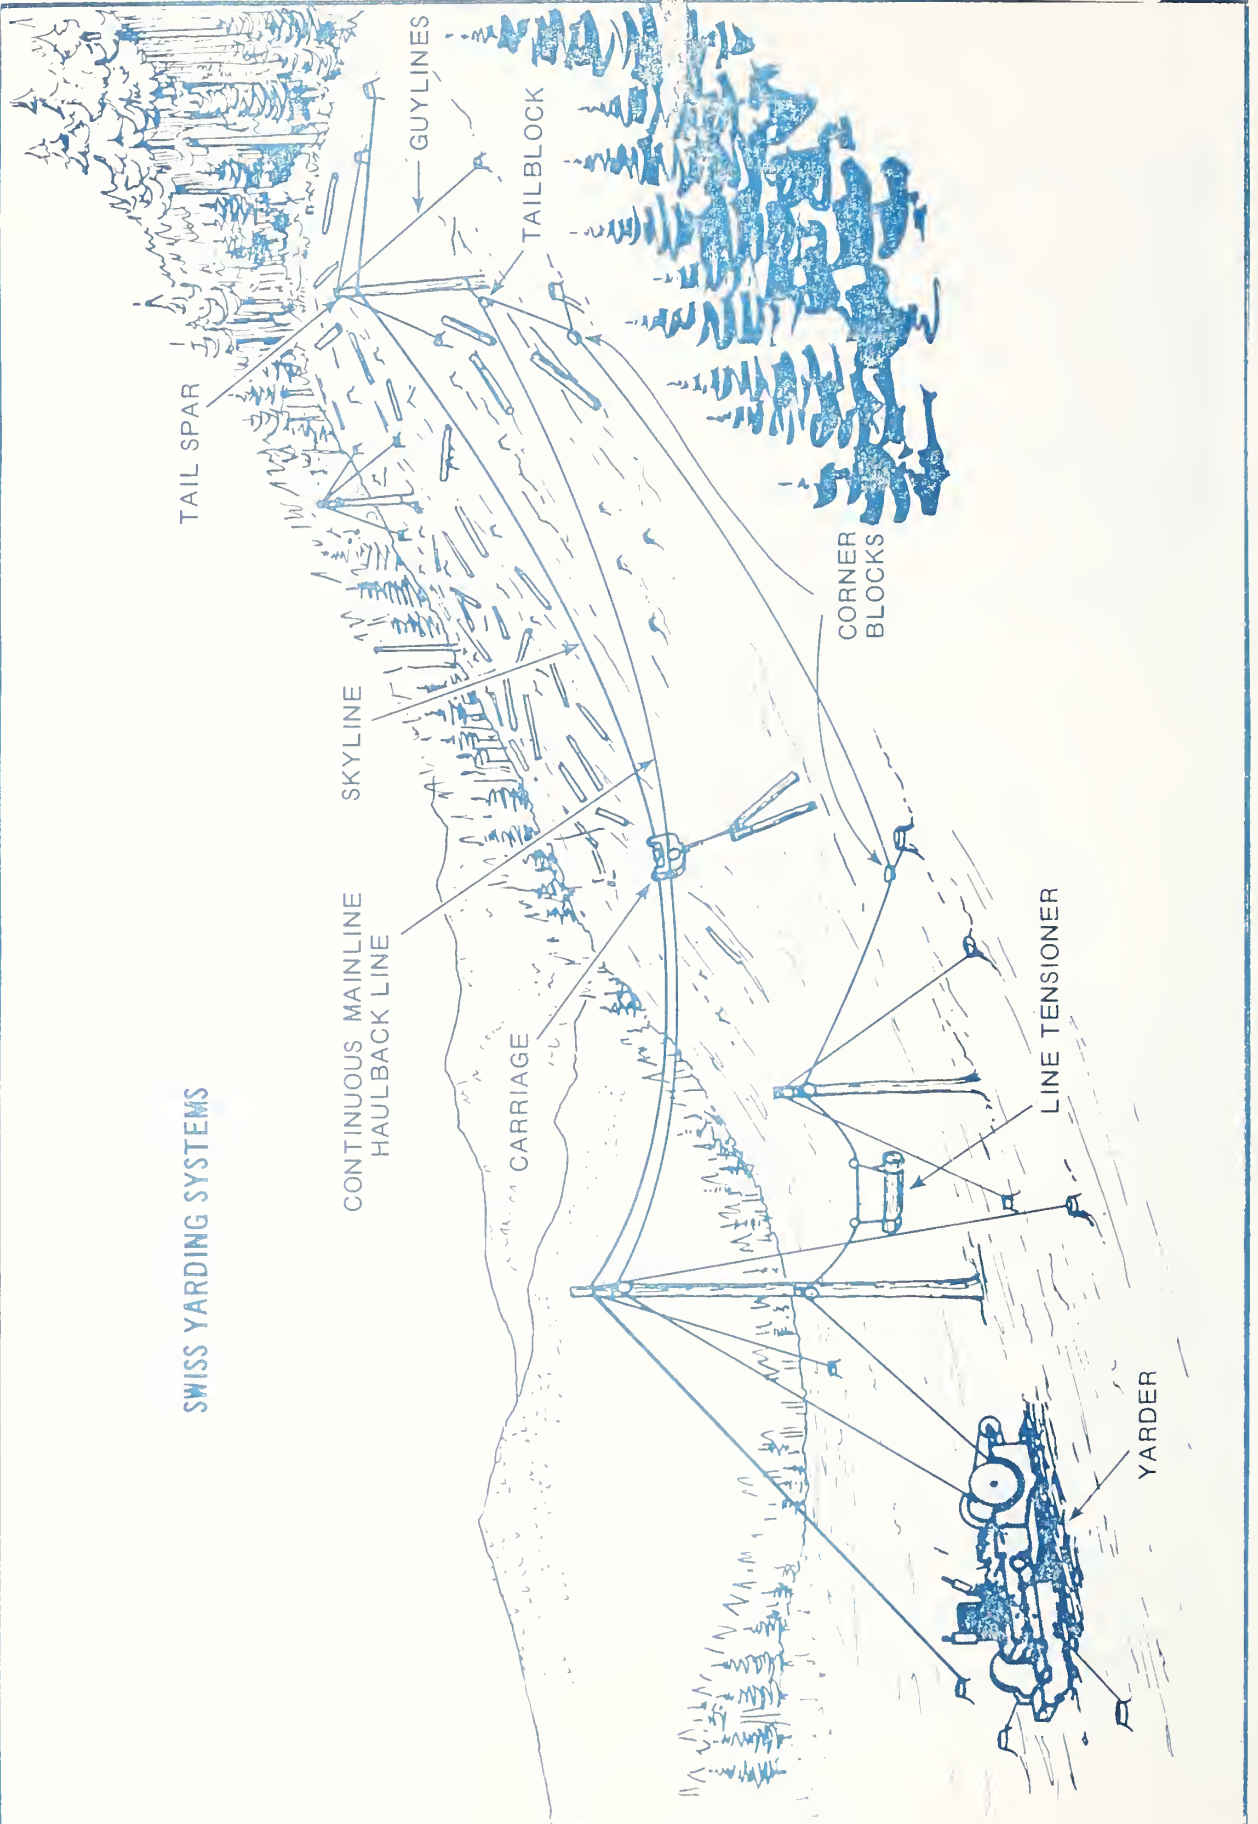 SWISS YARDING SYSTEMS
CONTINUOUS MAINLINE
HAULBACK LINE
SKYLINE
TAIL SPAR
GUYLINES
TAILBLOCK
CARRIAGE
CORNER
BLOCKS
LINE TENSIONER
YARDER